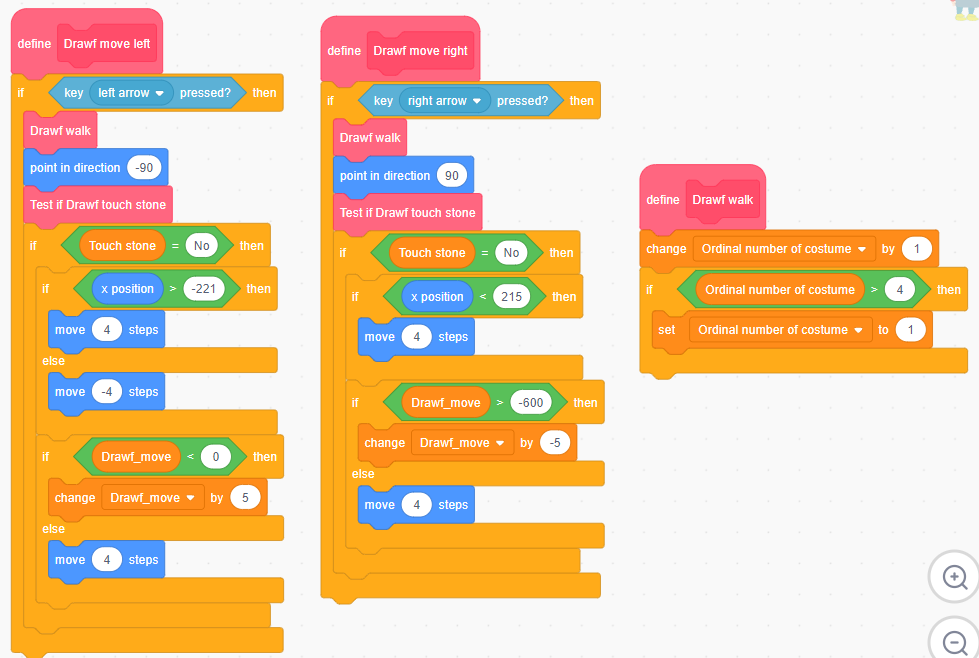 define Drawf move left
if key left arrow pressed? then
Drawf walk
point in direction -90
Test if Drawf touch stone
if Touch stone = No then
if x position > -221 then
move 4 steps
else
move -4 steps
if Drawf_move < 0 then
change Drawf_move by 5
else
move 4 steps
define Drawf move right
if key right arrow pressed? then
Drawf walk
point in direction 90
Test if Drawf touch stone
if Touch stone = No then
if x position < 215 then
move 4 steps
if Drawf_move > -600 then
change Drawf_move by -5
else
move 4 steps
define Drawf walk
change Ordinal number of costume by 1
if Ordinal number of costume > 4 then
set Ordinal number of costume to 1